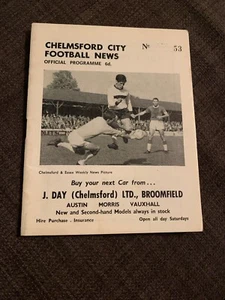 CHELMSFORD CITY
FOOTBALL NEWS
OFFICIAL PROGRAMME 6d.
Nº 53
Chelmsford & Essex Weekly News Picture
Buy your next Car from...
J. DAY (Chelmsford) LTD., BROOMFIELD
AUSTIN MORRIS VAUXHALL
New and Second-hand Models always in stock
Hire Purchase . Insurance Open all day Saturdays